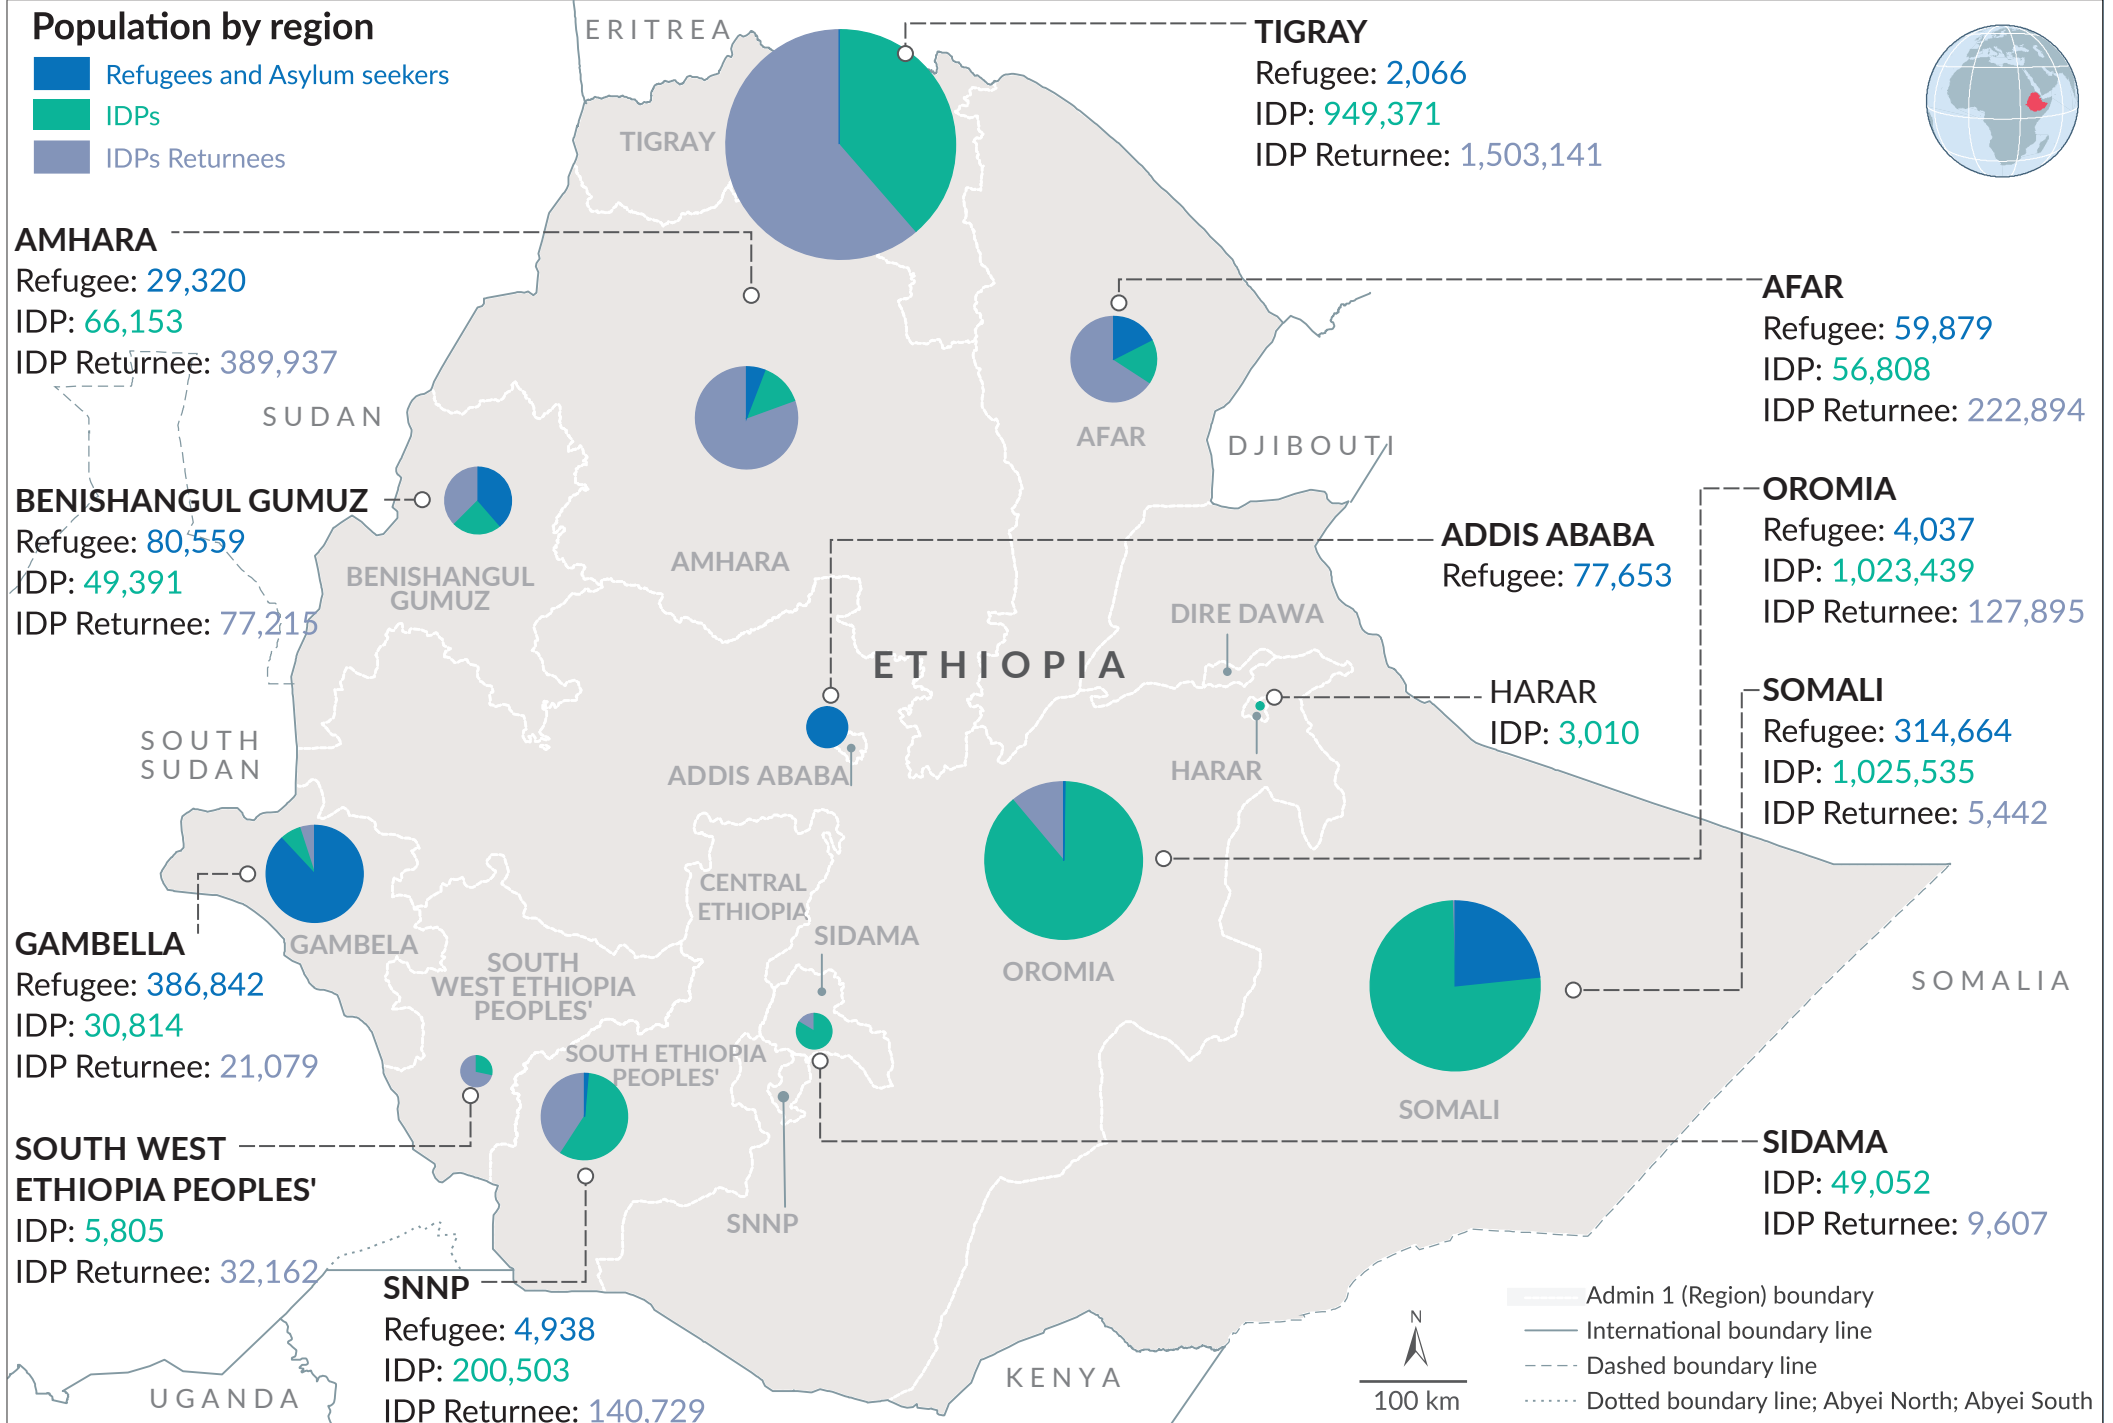 Population by region
Refugees and Asylum seekers
IDPs
IDPs Returnees
ERITREA
TIGRAY
Refugee: 2,066
IDP: 949,371
IDP Returnee: 1,503,141
TIGRAY
AMHARA
Refugee: 29,320
IDP: 66,153
IDP Returnee: 389,937
AFAR
Refugee: 59,879
IDP: 56,808
IDP Returnee: 222,894
SUDAN
AFAR
DJIBOUTI
BENISHANGUL GUMUZ
Refugee: 80,559
IDP: 49,391
IDP Returnee: 77,215
BENISHANGUL
GUMUZ
AMHARA
ADDIS ABABA
Refugee: 77,653
OROMIA
Refugee: 4,037
IDP: 1,023,439
IDP Returnee: 127,895
DIRE DAWA
ETHIOPIA
HARAR
IDP: 3,010
SOMALI
Refugee: 314,664
IDP: 1,025,535
IDP Returnee: 5,442
SOUTH
SUDAN
ADDIS ABABA
HARAR
CENTRAL
ETHIOPIA
SIDAMA
GAMBELA
GAMBELLA
Refugee: 386,842
IDP: 30,814
IDP Returnee: 21,079
SOUTH
WEST ETHIOPIA
PEOPLES'
OROMIA
SOMALIA
SOUTH ETHIOPIA
PEOPLES'
SOMALI
SOUTH WEST
ETHIOPIA PEOPLES'
IDP: 5,805
IDP Returnee: 32,162
SIDAMA
IDP: 49,052
IDP Returnee: 9,607
SNNP
SNNP
Refugee: 4,938
IDP: 200,503
IDP Returnee: 140,729
UGANDA
KENYA
N
100 km
Admin 1 (Region) boundary
International boundary line
Dashed boundary line
Dotted boundary line; Abyei North; Abyei South